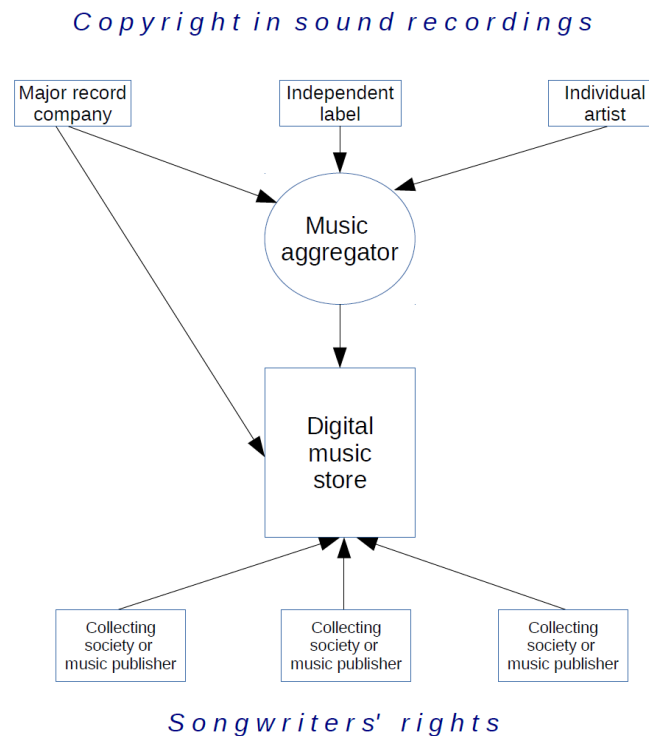 Copyright in sound recordings
Major record
company
Independent
label
Individual
artist
Music
aggregator
Digital
music
store
Collecting
society or
music publisher
Collecting
society or
music publisher
Collecting
society or
music publisher
Songwriters' rights